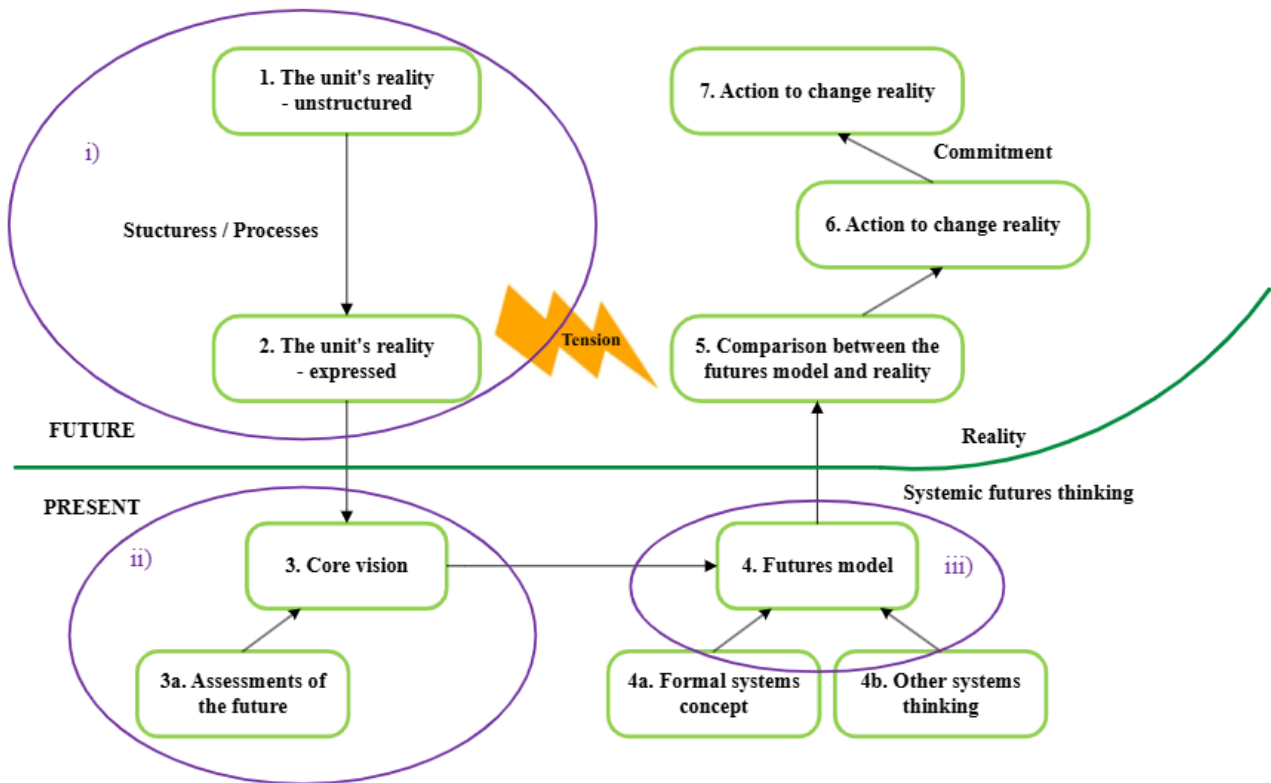 1. The unit's reality
- unstructured
7. Action to change reality
i)
Commitment
Stucturess / Processes
6. Action to change reality
2. The unit's reality
- expressed
Tension
5. Comparison between the
futures model and reality
FUTURE
Reality
PRESENT
Systemic futures thinking
ii)
3. Core vision
4. Futures model
iii)
3a. Assessments of
the future
4a. Formal systems
concept
4b. Other systems
thinking